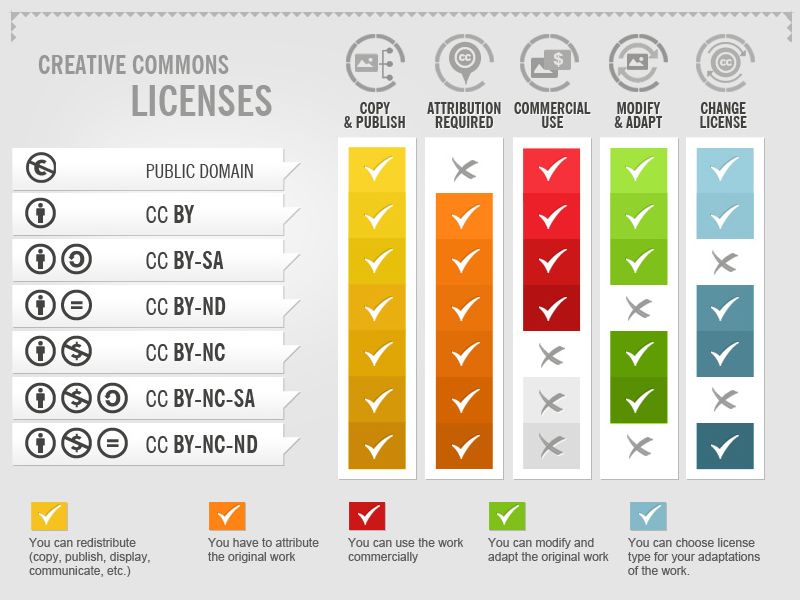 CREATIVE COMMONS
LICENSES
COPY
& PUBLISH
ATTRIBUTION
REQUIRED
COMMERCIAL
USE
MODIFY
& ADAPT
CHANGE
LICENSE
PUBLIC DOMAIN
CC BY
CC BY-SA
CC BY-ND
CC BY-NC
CC BY-NC-SA
CC BY-NC-ND
You can redistribute
(copy, publish, display,
communicate, etc.)
You have to attribute
the original work
You can use the work
commercially
You can modify and
adapt the original work
You can choose license
type for your adaptations
of the work.